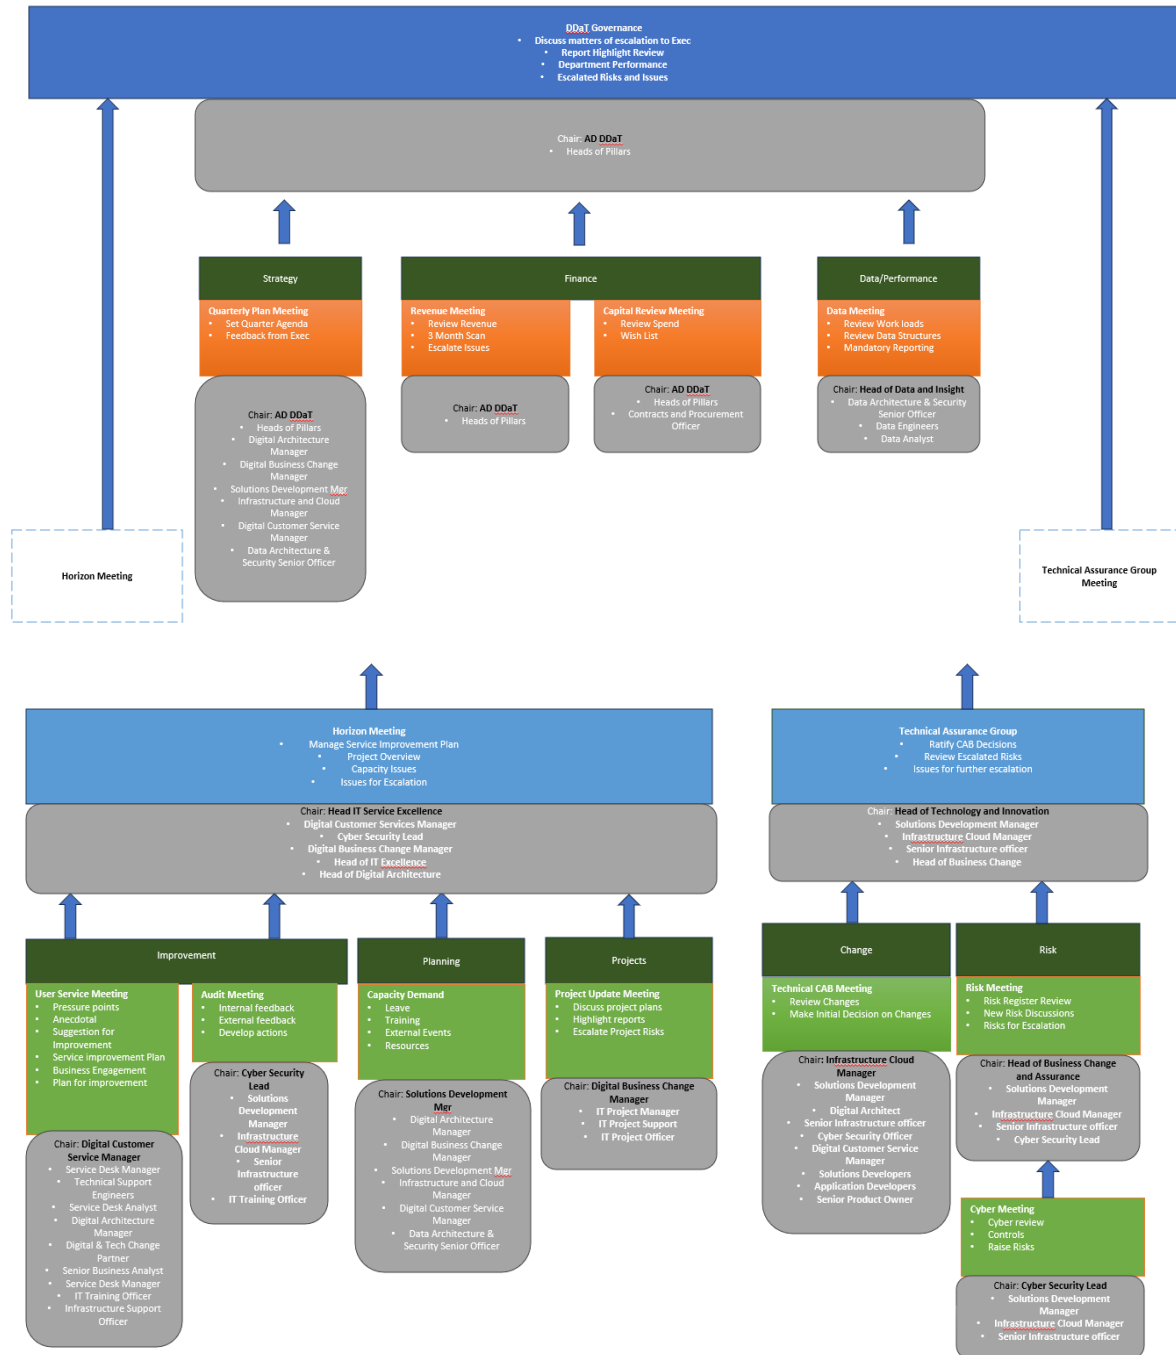 DDaT Governance
• Discuss matters of escalation to Exec
• Report Highlight Review
• Department Performance
• Escalated Risks and Issues
Chair: AD DDaT
• Heads of Pillars
Strategy
Finance
Data/Performance
Quarterly Plan Meeting
• Set Quarter Agenda
• Feedback from Exec
Revenue Meeting
• Review Revenue
• 3 Month Scan
• Escalate Issues
Capital Review Meeting
• Review Spend
• Wish List
Data Meeting
• Review Work loads
• Review Data Structures
• Mandatory Reporting
Chair: AD DDaT
• Heads of Pillars
• Digital Architecture
Manager
• Digital Business Change
Manager
• Solutions Development Mgr
• Infrastructure and Cloud
Manager
• Digital Customer Service
Manager
• Data Architecture &
Security Senior Officer
Chair: AD DDaT
• Heads of Pillars
Chair: AD DDaT
• Heads of Pillars
• Contracts and Procurement
Officer
Chair: Head of Data and Insight
• Data Architecture & Security
Senior Officer
• Data Engineers
• Data Analyst
Horizon Meeting
Technical Assurance Group
Meeting
Horizon Meeting
• Manage Service Improvement Plan
• Project Overview
• Capacity Issues
• Issues for Escalation
Chair: Head IT Service Excellence
• Digital Customer Services Manager
• Cyber Security Lead
• Digital Business Change Manager
• Head of IT Excellence
• Head of Digital Architecture
Technical Assurance Group
• Ratify CAB Decisions
• Review Escalated Risks
• Issues for further escalation
Chair: Head of Technology and Innovation
• Solutions Development Manager
• Infrastructure Cloud Manager
• Senior Infrastructure officer
• Head of Business Change
Improvement
Planning
Projects
Change
Risk
User Service Meeting
• Pressure points
• Anecdotal
• Suggestion for
Improvement
• Service improvement Plan
• Business Engagement
• Plan for improvement
Chair: Digital Customer
Service Manager
• Service Desk Manager
• Technical Support
Engineers
• Service Desk Analyst
• Digital Architecture
Manager
• Digital & Tech Change
Partner
• Senior Business Analyst
• Service Desk Manager
• IT Training Officer
• Infrastructure Support
Officer
Audit Meeting
• Internal feedback
• External feedback
• Develop actions
Chair: Cyber Security
Lead
• Solutions
Development
Manager
• Infrastructure
Cloud Manager
• Senior
Infrastructure
officer
• IT Training Officer
Capacity Demand
• Leave
• Training
• External Events
• Resources
Chair: Solutions Development
Mgr
• Digital Architecture
Manager
• Digital Business Change
Manager
• Solutions Development Mgr
• Infrastructure and Cloud
Manager
• Digital Customer Service
Manager
• Data Architecture &
Security Senior Officer
Project Update Meeting
• Discuss project plans
• Highlight reports
• Escalate Project Risks
Chair: Digital Business Change
Manager
• IT Project Manager
• IT Project Support
• IT Project Officer
Technical CAB Meeting
• Review Changes
• Make Initial Decision on Changes
Chair: Infrastructure Cloud
Manager
• Solutions Development
Manager
• Digital Architect
• Senior Infrastructure officer
• Cyber Security Officer
• Digital Customer Service
Manager
• Solutions Developers
• Application Developers
• Senior Product Owner
Risk Meeting
• Risk Register Review
• New Risk Discussions
• Risks for Escalation
Chair: Head of Business Change
and Assurance
• Solutions Development
Manager
• Infrastructure Cloud Manager
• Senior Infrastructure officer
• Cyber Security Lead
Cyber Meeting
• Cyber review
• Controls
• Raise Risks
Chair: Cyber Security Lead
• Solutions Development
Manager
• Infrastructure Cloud Manager
• Senior Infrastructure officer